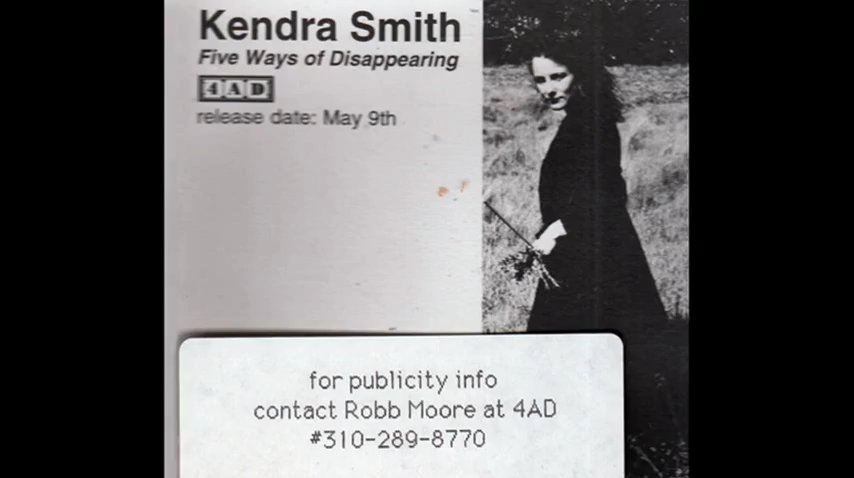 Kendra Smith
Five Ways of Disappearing
4AD
release date: May 9th
for publicity info
contact Robb Moore at 4AD
#310-289-8770